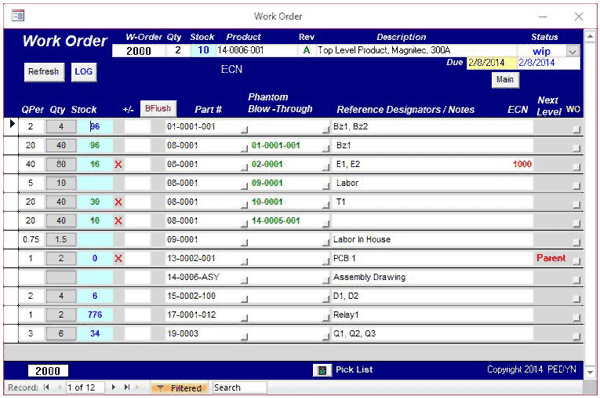 Work Order
Work Order W-Order Qty Stock Product Rev Description Status
2000 2 10 14-0006-001 A Top Level Product, Magnilec, 300A wip
Due 2/8/2014 2/8/2014
Refresh LOG ECN Main
QPer Qty Stock +/- BFlush Part # Phantom Blow -Through Reference Designators / Notes ECN Next Level WO
2 4 96 01-0001-001 Bz1, Bz2
20 40 96 08-0001 01-0001-001 Bz1
40 80 16 X 08-0001 02-0001 E1, E2 1000
5 10 08-0001 09-0001 Labor
20 40 30 X 08-0001 10-0001 T1
20 40 10 X 08-0001 14-0005-001
0.75 1.5 09-0001 Labor In House
1 2 0 X 13-0002-001 PCB 1 Parent
14-0006-ASY Assembly Drawing
2 4 6 15-0002-100 D1, D2
1 2 776 17-0001-012 Relay1
3 6 34 19-0003 Q1, Q2, Q3
2000 Pick List Copyright 2014 PEDYN
Record: 1 of 12 Filtered Search